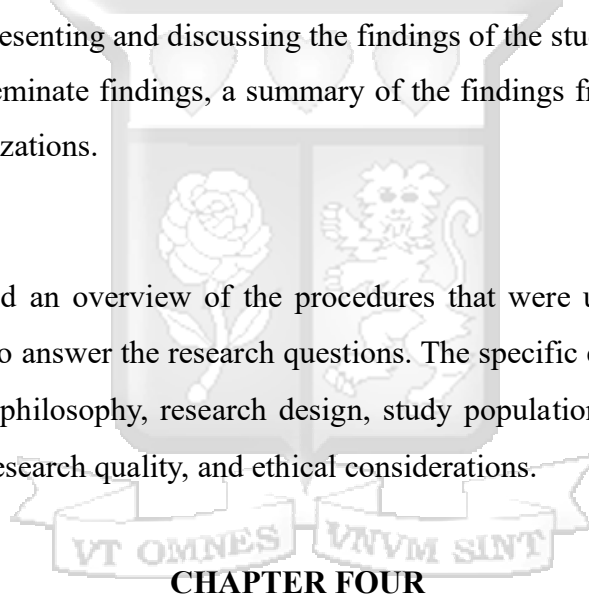 esenting and discussing the findings of the stu
eminate findings, a summary of the findings f
zations.
d an overview of the procedures that were u
o answer the research questions. The specific
philosophy, research design, study population
esearch quality, and ethical considerations.
VT OMNES VNVM SINT
CHAPTER FOUR